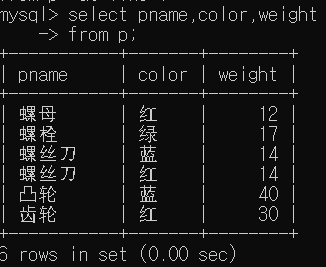 mysql> select pname,color,weight
    -> from p;
+-----------+-------+--------+
| pname | color | weight |
+-----------+-------+--------+
| 螺母 | 红 | 12 |
| 螺栓 | 绿 | 17 |
| 螺丝刀 | 蓝 | 14 |
| 螺丝刀 | 红 | 14 |
| 凸轮 | 蓝 | 40 |
| 齿轮 | 红 | 30 |
+-----------+-------+--------+
6 rows in set (0.00 sec)